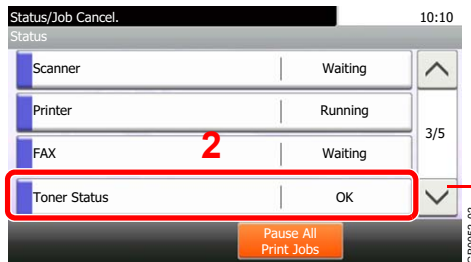 Status/Job Cancel. 10:10
Status
Scanner Waiting
Printer Running
3/5
FAX 2 Waiting
Toner Status OK
Pause All
Print Jobs